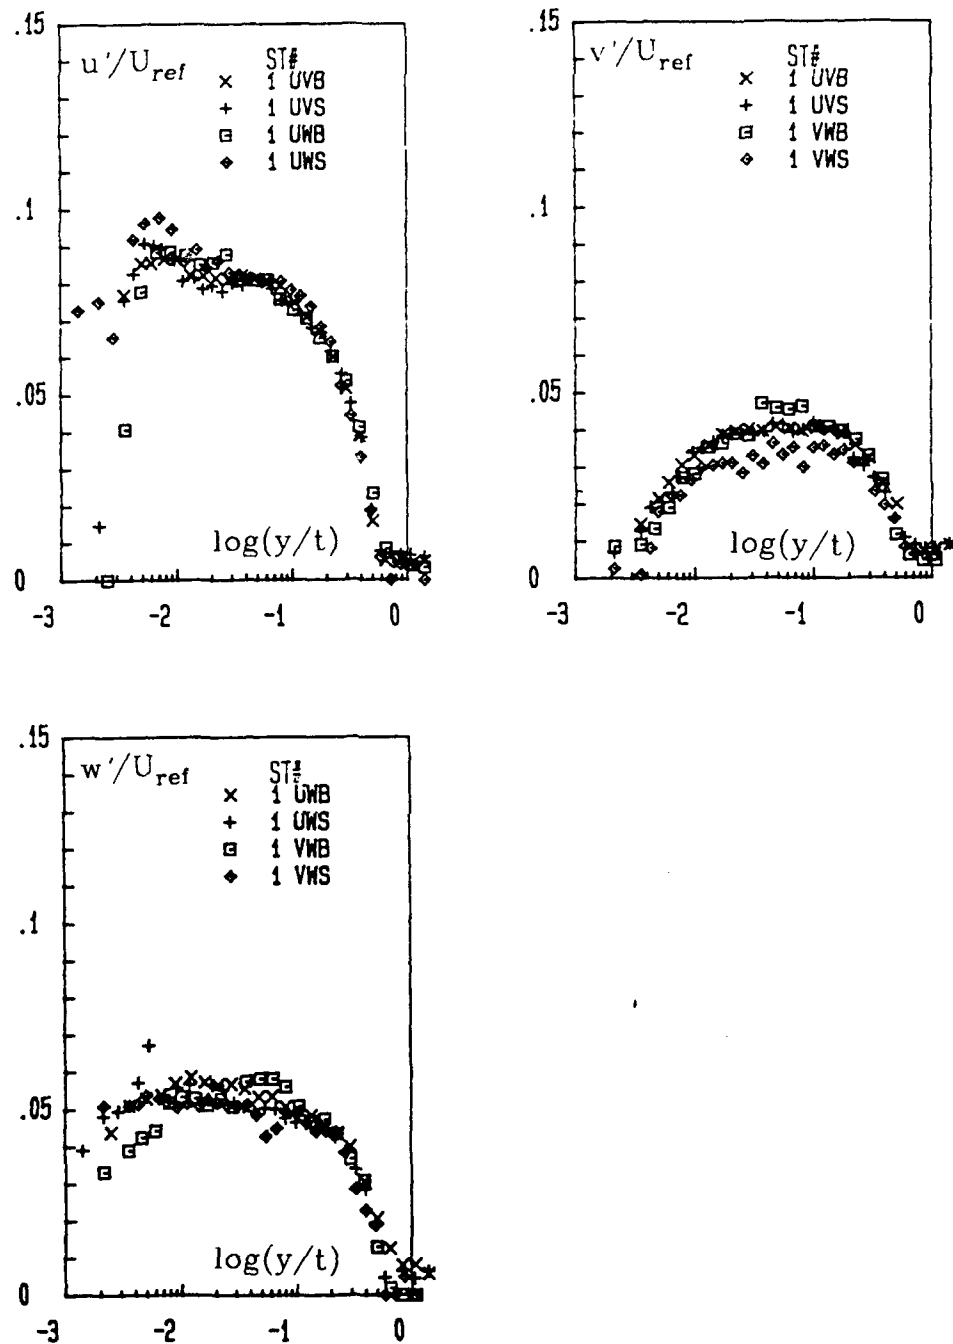 .15
u'/U_ref
ST#
× 1 UVB
+ 1 UVS
1 UWB
1 UWS
.1
.05
log(y/t)
0
-3 -2 -1 0
.15
v'/U_ref
ST#
× 1 UVB
+ 1 UVS
1 VWB
1 VWS
.1
.05
log(y/t)
0
-3 -2 -1 0
.15
w'/U_ref
ST#
× 1 UWB
+ 1 UWS
1 VWB
1 VWS
.1
.05
log(y/t)
0
-3 -2 -1 0